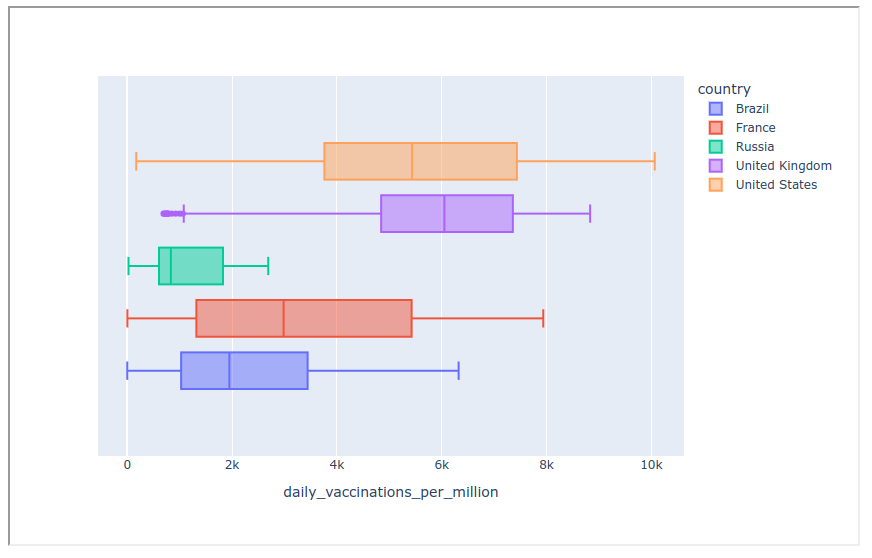 country
Brazil
France
Russia
United Kingdom
United States
0 2k 4k 6k 8k 10k
daily_vaccinations_per_million